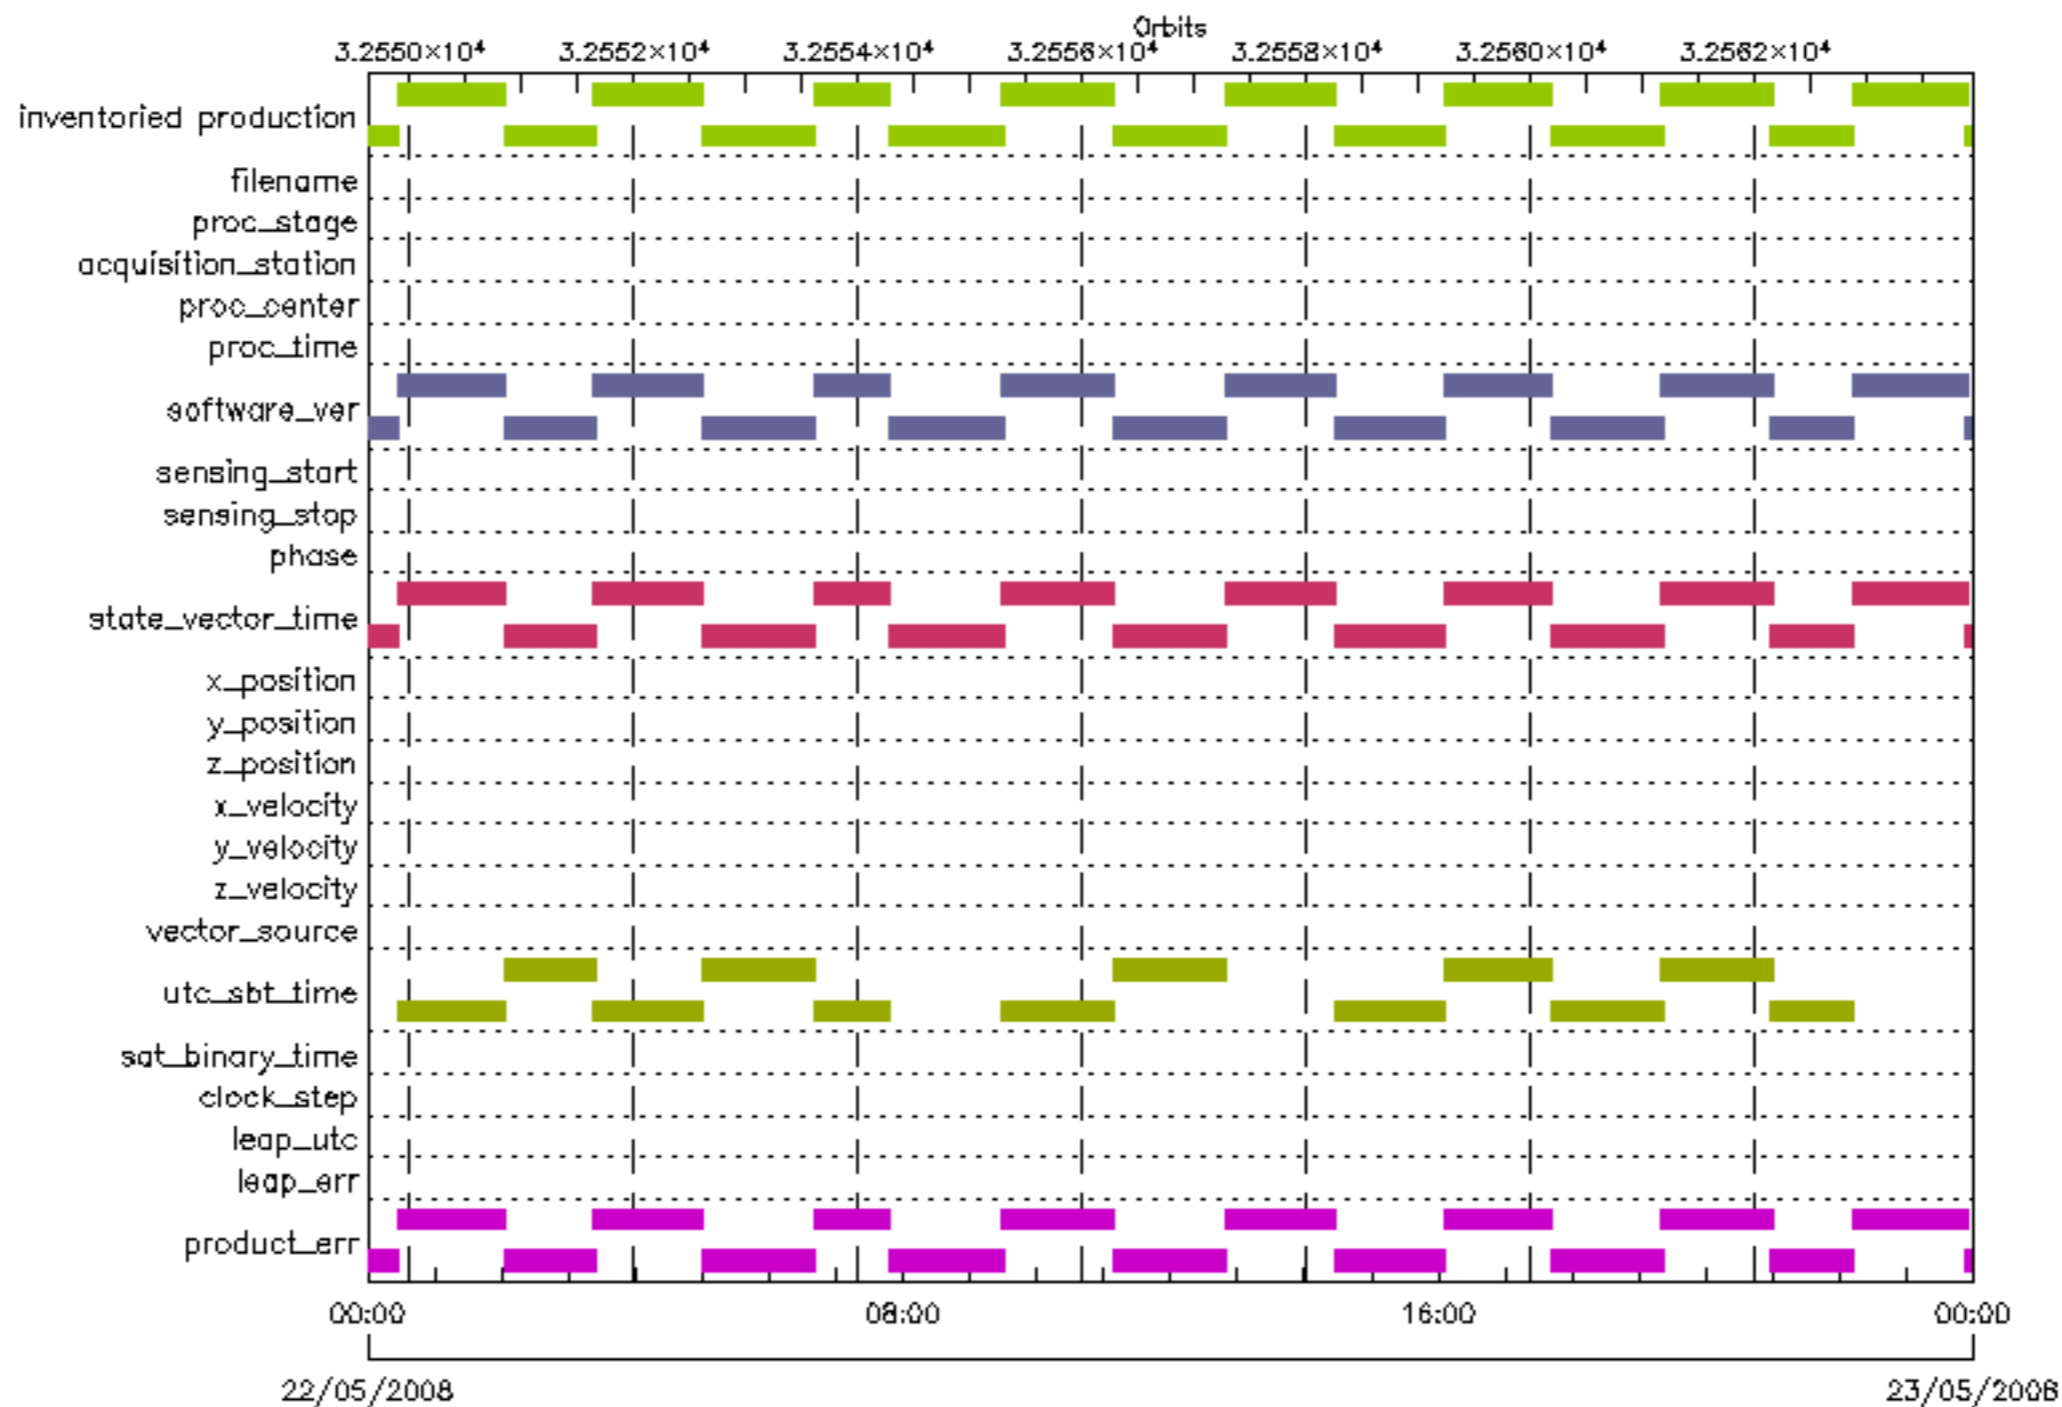 Orbits
3.2550×10⁴ 3.2552×10⁴ 3.2554×10⁴ 3.2556×10⁴ 3.2558×10⁴ 3.2560×10⁴ 3.2562×10⁴
inventoried production
filename
proc_stage
acquisition_station
proc_center
proc_time
software_ver
sensing_start
sensing_stop
phase
state_vector_time
x_position
y_position
z_position
x_velocity
y_velocity
z_velocity
vector_source
utc_sbt_time
sat_binary_time
clock_step
leap_utc
leap_err
product_err
00:00 08:00 16:00 00:00
22/05/2008 23/05/2008